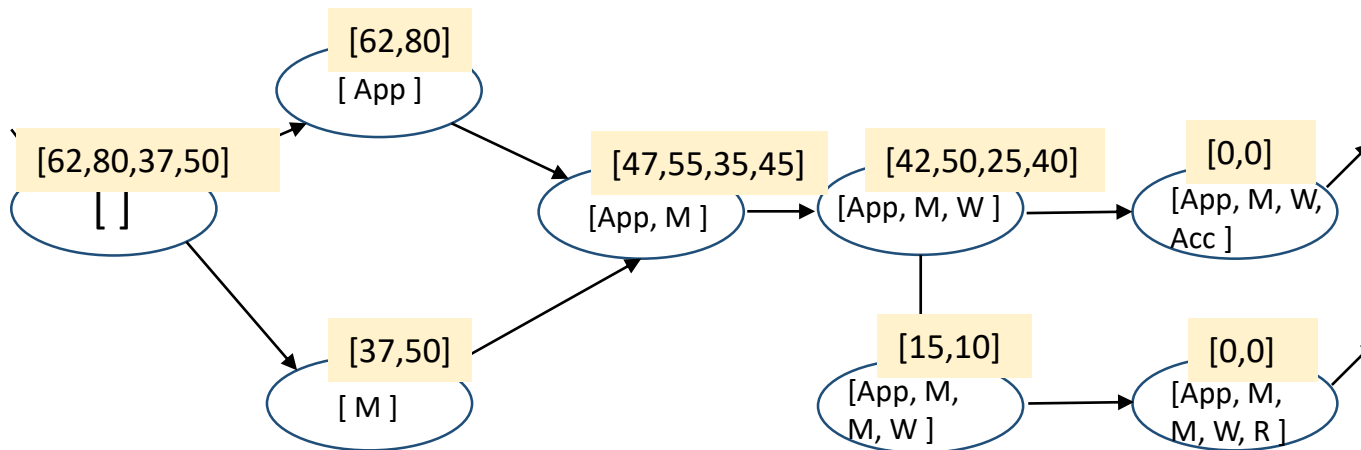 [62,80]
[ App ]
[62,80,37,50]
[ ]
[47,55,35,45]
[App, M ]
[42,50,25,40]
[App, M, W ]
[0,0]
[App, M, W,
Acc ]
[37,50]
[ M ]
[15,10]
[App, M,
M, W ]
[0,0]
[App, M,
M, W, R ]